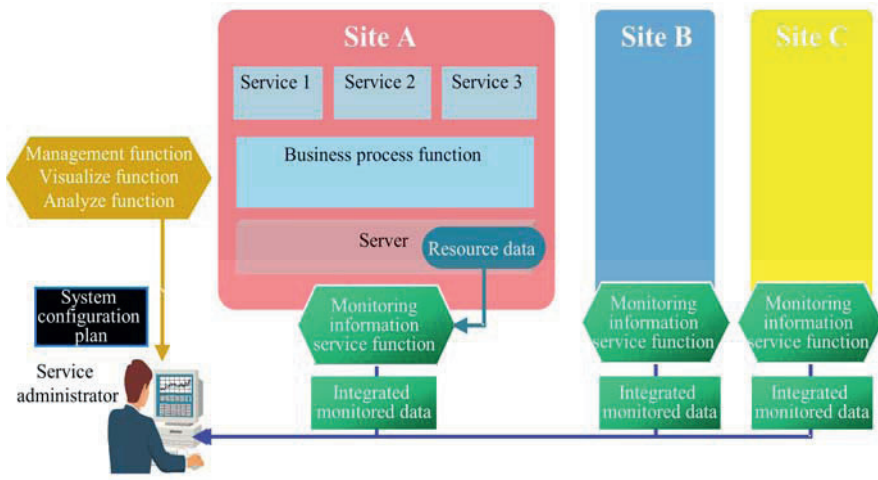 Site A
Site B
Site C
Service 1
Service 2
Service 3
Business process function
Server
Resource data
Management function
Visualize function
Analyze function
System
configuration
plan
Service
administrator
Monitoring
information
service function
Integrated
monitored data
Monitoring
information
service function
Integrated
monitored data
Monitoring
information
service function
Integrated
monitored data